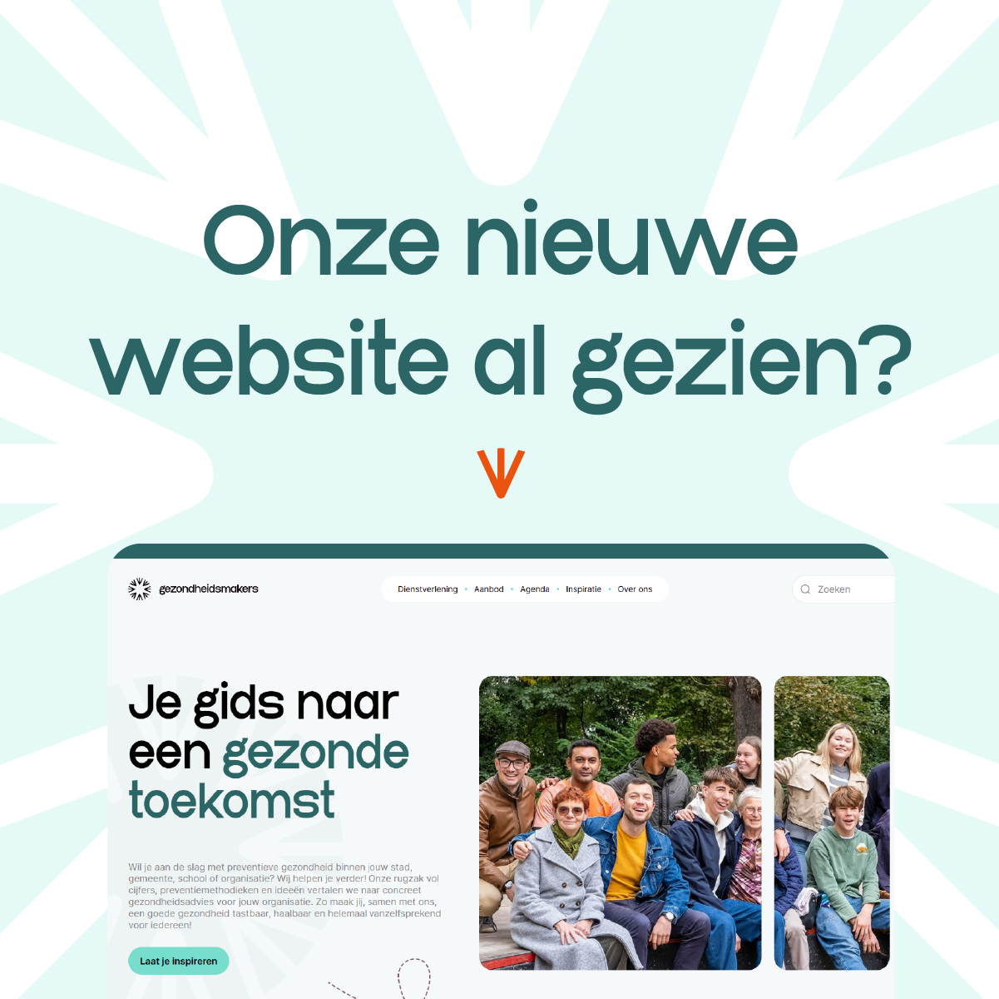 Onze nieuwe
website al gezien?
gezondheidsmakers
Dienstverlening • Aanbod • Agenda • Inspiratie • Over ons
Zoeken
Je gids naar
een gezonde
toekomst
Wil je aan de slag met preventieve gezondheid binnen jouw stad,
gemeente, school of organisatie? Wij helpen je verder! Onze rugzak vol
cijfers, preventiemethodieken en ideeën vertalen we naar concreet
gezondheidsadvies voor jouw organisatie. Zo maak jij, samen met ons,
een goede gezondheid tastbaar, haalbaar en helemaal vanzelfsprekend
voor iedereen!
Laat je inspireren